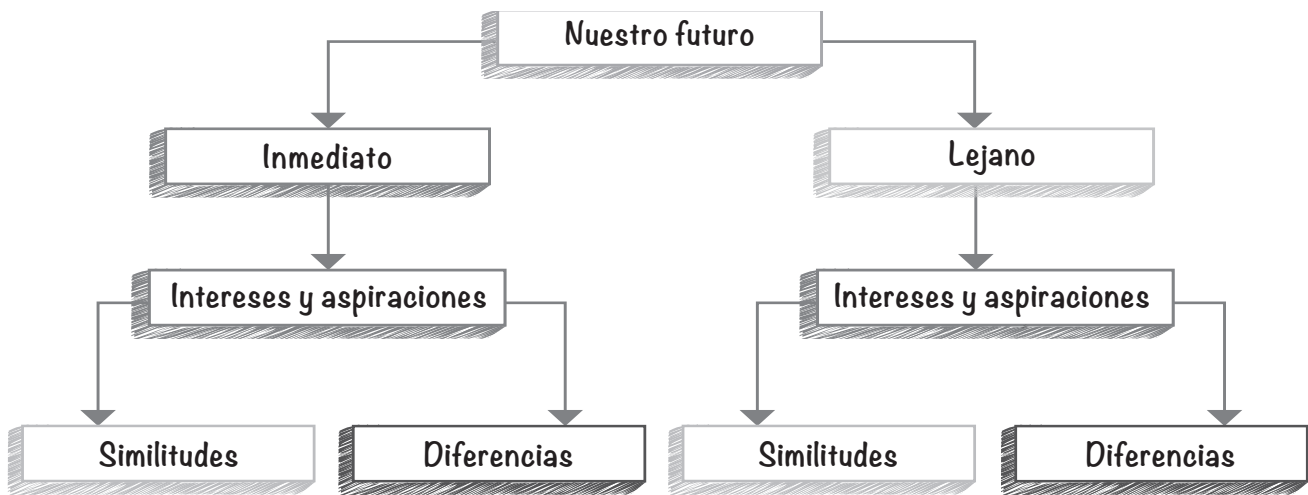 Nuestro futuro
Inmediato
Lejano
Intereses y aspiraciones
Intereses y aspiraciones
Similitudes
Diferencias
Similitudes
Diferencias